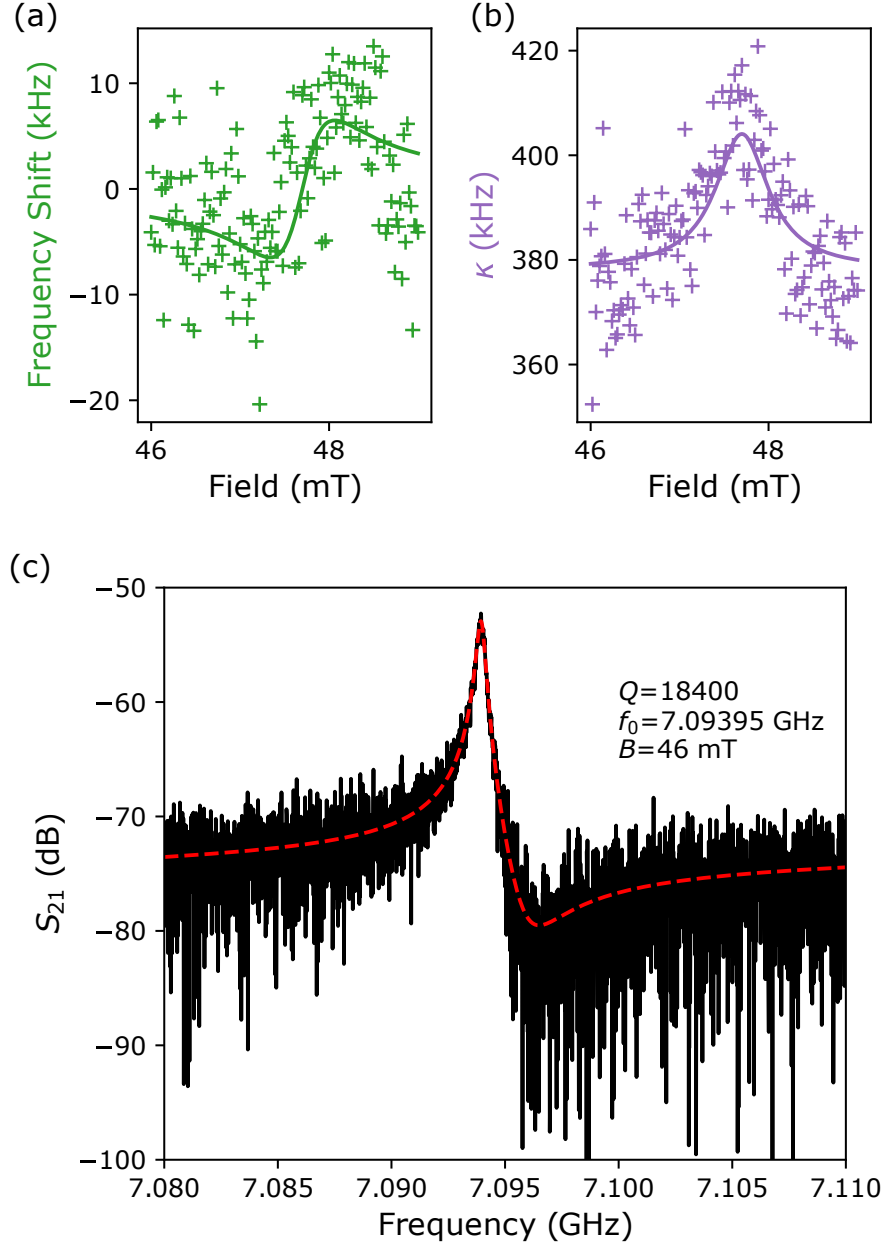 (a)
Frequency Shift (kHz)
10
0
−10
−20
46
48
Field (mT)
(b)
κ (kHz)
420
400
380
360
46
48
Field (mT)
(c)
S21 (dB)
−50
−60
−70
−80
−90
−100
Q=18400
f0=7.09395 GHz
B=46 mT
7.080
7.085
7.090
7.095
7.100
7.105
7.110
Frequency (GHz)